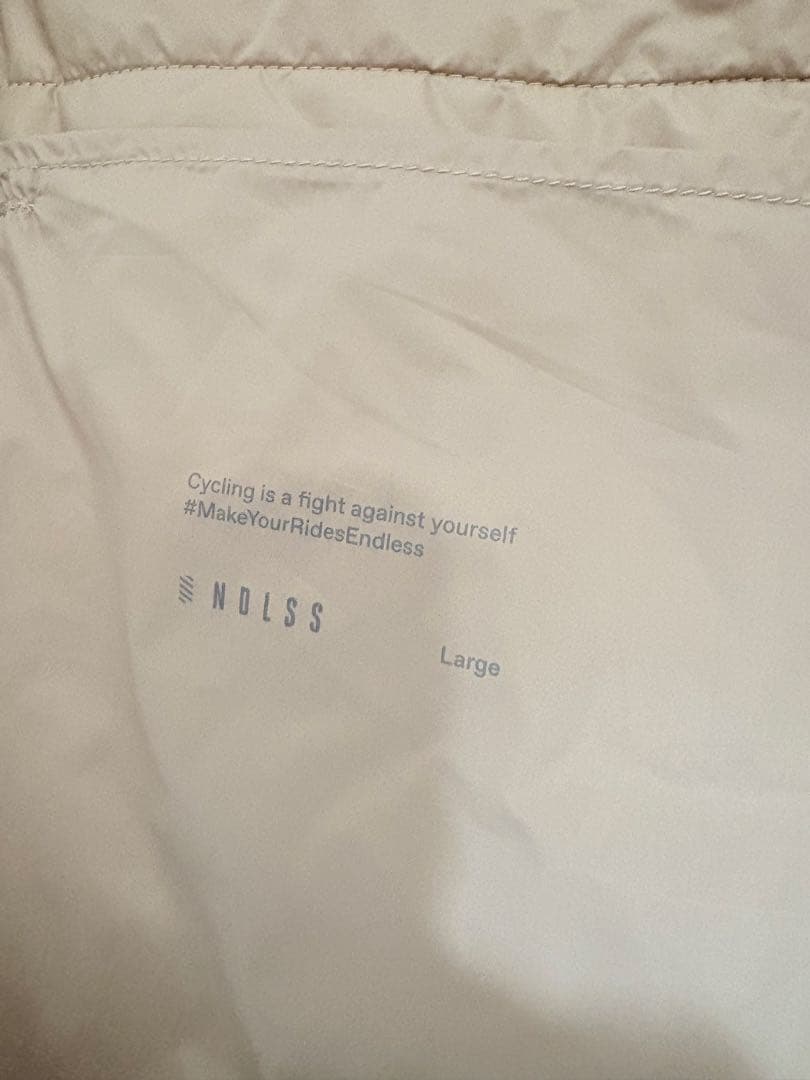 Cycling is a fight against yourself
#MakeYourRidesEndless
NDLSS
Large